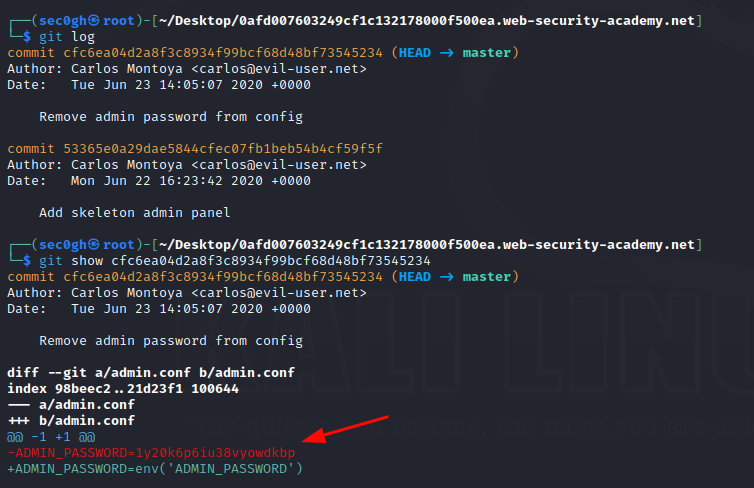 ┌──(sec0gh㉿root)-[~/Desktop/0afd007603249cf1c132178000f500ea.web-security-academy.net]
└─$ git log
commit cfc6ea04d2a8f3c8934f99bcf68d48bf73545234 (HEAD → master)
Author: Carlos Montoya <carlos@evil-user.net>
Date:   Tue Jun 23 14:05:07 2020 +0000
    Remove admin password from config
commit 53365e0a29dae5844cfec07fb1beb54b4cf59f5f
Author: Carlos Montoya <carlos@evil-user.net>
Date:   Mon Jun 22 16:23:42 2020 +0000
    Add skeleton admin panel
┌──(sec0gh㉿root)-[~/Desktop/0afd007603249cf1c132178000f500ea.web-security-academy.net]
└─$ git show cfc6ea04d2a8f3c8934f99bcf68d48bf73545234
commit cfc6ea04d2a8f3c8934f99bcf68d48bf73545234 (HEAD → master)
Author: Carlos Montoya <carlos@evil-user.net>
Date:   Tue Jun 23 14:05:07 2020 +0000
    Remove admin password from config
KALI LINU
diff --git a/admin.conf b/admin.conf
index 98beec2..21d23f1 100644
--- a/admin.conf
+++ b/admin.conf
@@ -1 +1 @@
-ADMIN_PASSWORD=1y20k6p6iu38vyowdkbp
+ADMIN_PASSWORD=env('ADMIN_PASSWORD')